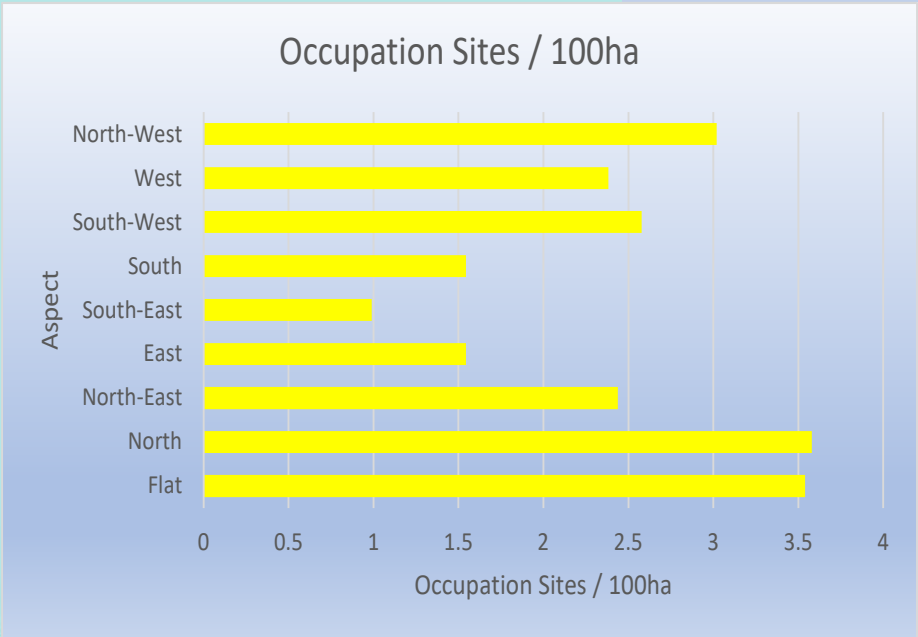 Occupation Sites / 100ha
North-West
West
South-West
South
South-East
East
North-East
North
Flat
Aspect
0 0.5 1 1.5 2 2.5 3 3.5 4
Occupation Sites / 100ha